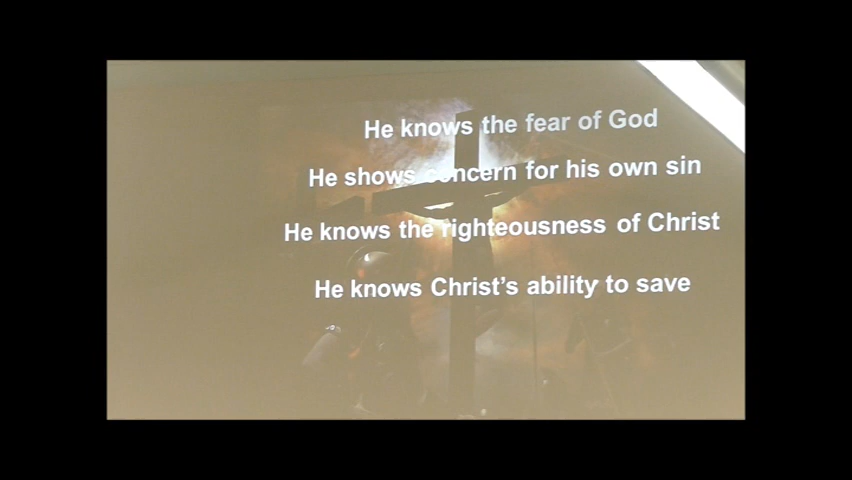 He knows the fear of God
He shows concern for his own sin
He knows the righteousness of Christ
He knows Christ's ability to save